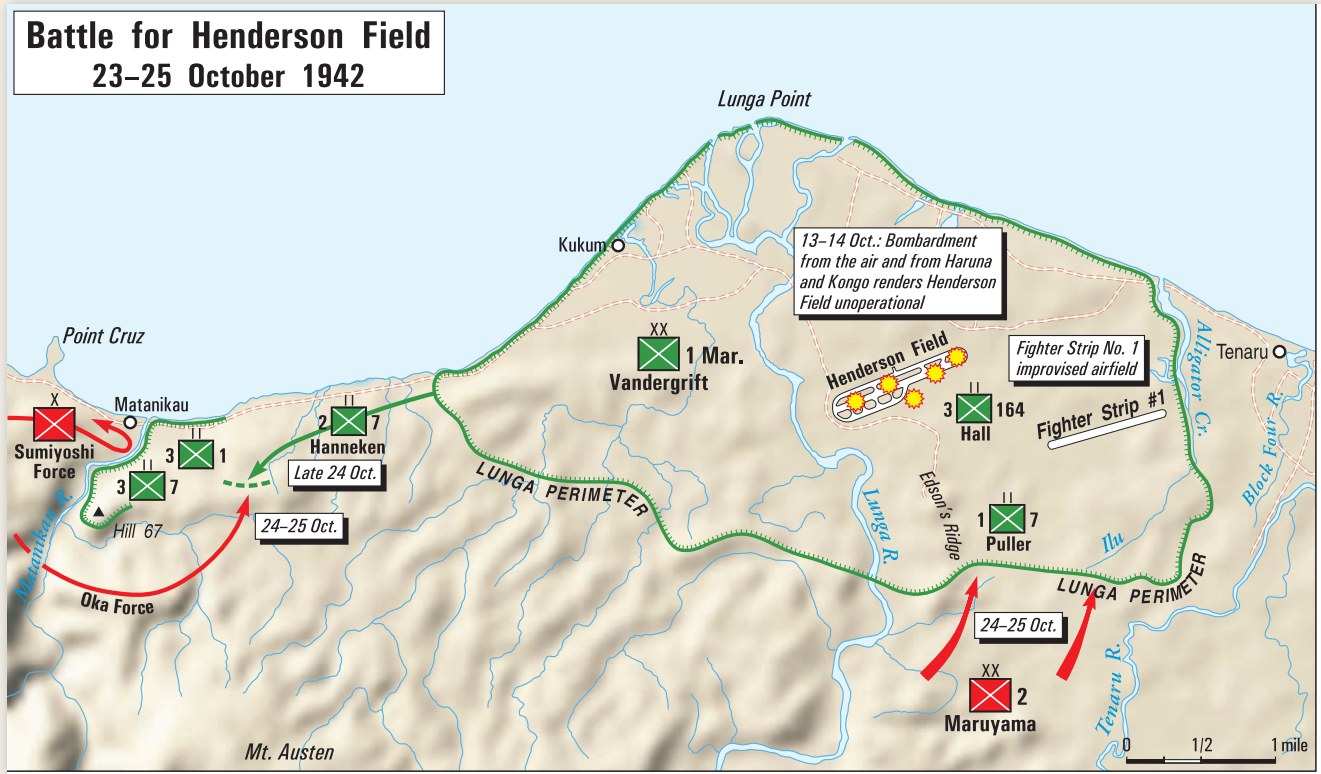 Battle for Henderson Field
23–25 October 1942
Lunga Point
Kukum
13–14 Oct.: Bombardment
from the air and from Haruna
and Kongo renders Henderson
Field unoperational
Point Cruz
XX
1 Mar.
Vandergrift
Henderson Field
Fighter Strip No. 1
improvised airfield
Alligator Cr.
Tenaru
X
Sumiyoshi
Force
Matanikau
II
3 1
II
3 7
Hill 67
Matanikau R.
II
2 7
Hanneken
Late 24 Oct.
24–25 Oct.
Oka Force
LUNGA PERIMETER
II
3 164
Hall
Fighter Strip #1
Block Four R.
Edson's Ridge
Lunga R.
II
1 7
Puller
Ilu
LUNGA PERIMETER
24–25 Oct.
XX
2
Maruyama
Tenaru R.
Mt. Austen
0 1/2 1 mile